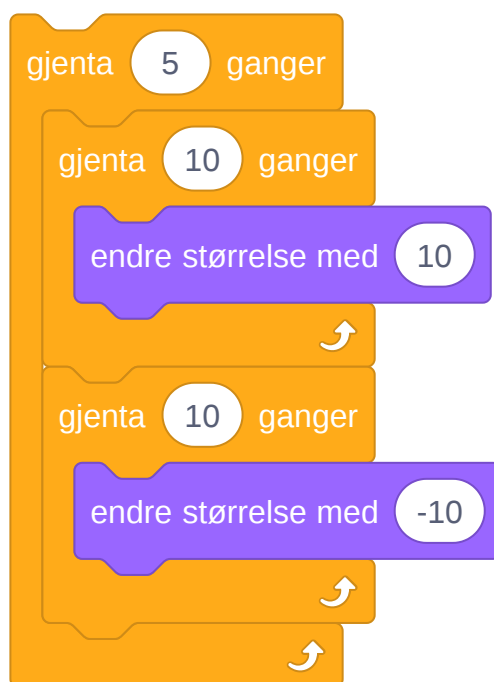 gjenta 5 ganger
gjenta 10 ganger
endre størrelse med 10
gjenta 10 ganger
endre størrelse med -10